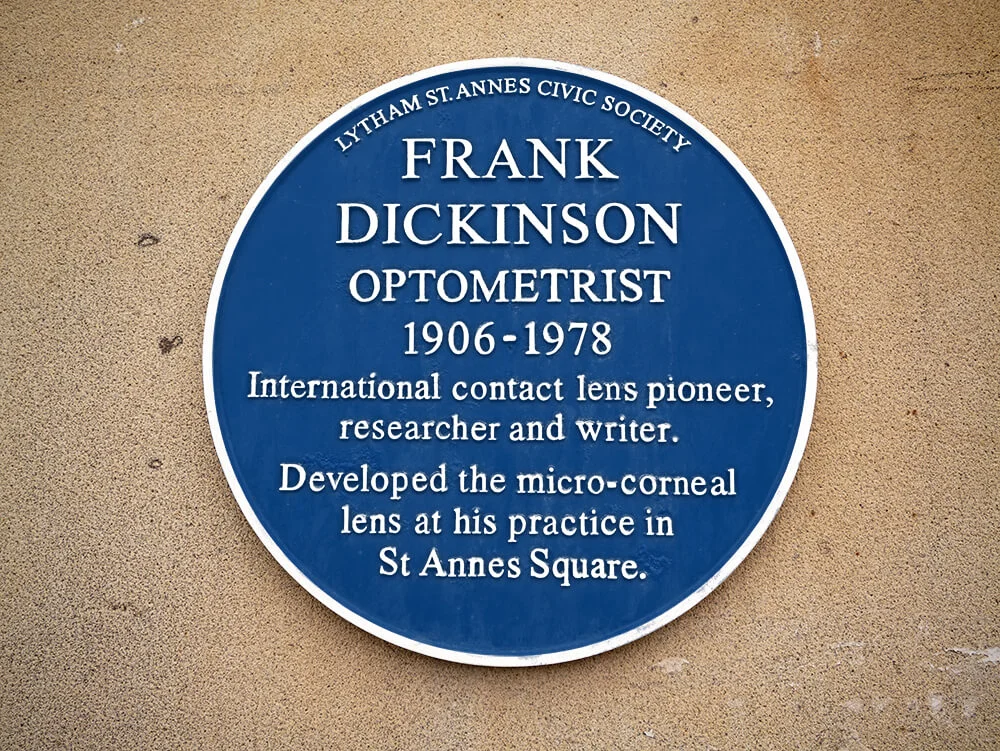 LYTHAM ST. ANNES CIVIC SOCIETY
FRANK
DICKINSON
OPTOMETRIST
1906-1978
International contact lens pioneer,
researcher and writer.
Developed the micro-corneal
lens at his practice in
St Annes Square.